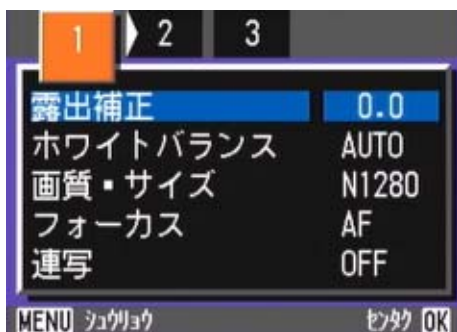 1 2 3
露出補正 0.0
ホワイトバランス AUTO
画質・サイズ N1280
フォーカス AF
連写 OFF
MENU シュウリョウ センタク OK